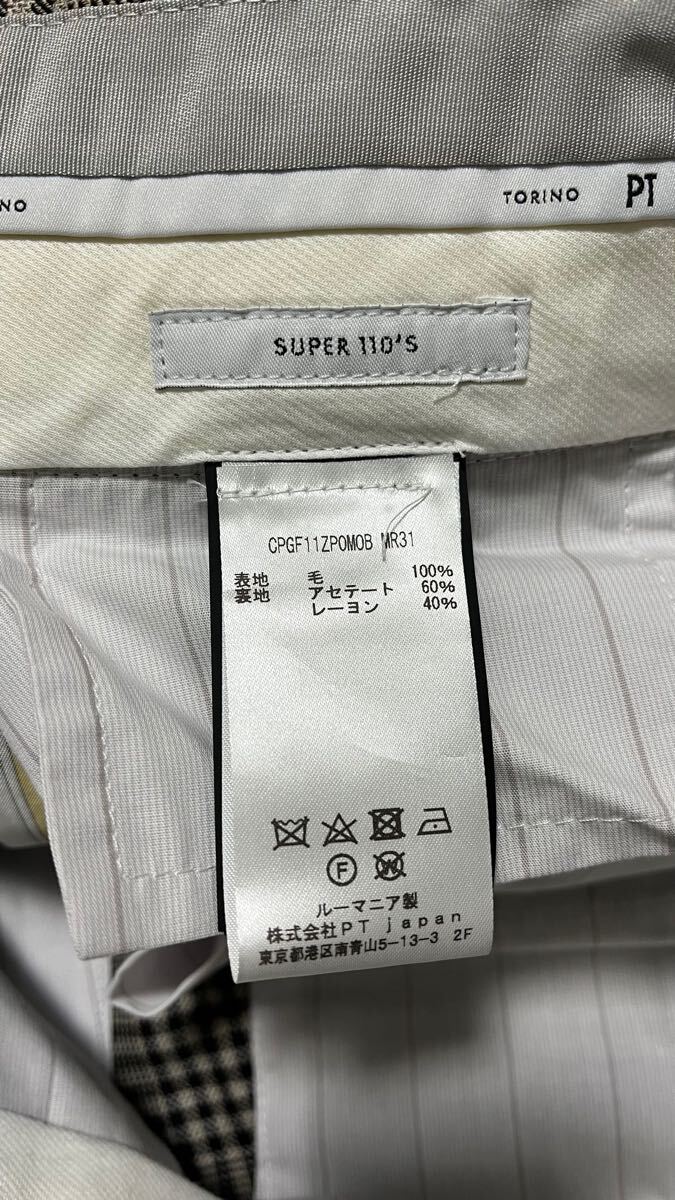 NO
TORINO PT
SUPER 110'S
CPGF11ZPOMOB MR31
表地 毛 100%
裏地 アセテート 60%
レーヨン 40%
F W
ルーマニア製
株式会社PT japan
東京都港区南青山5-13-3 2F